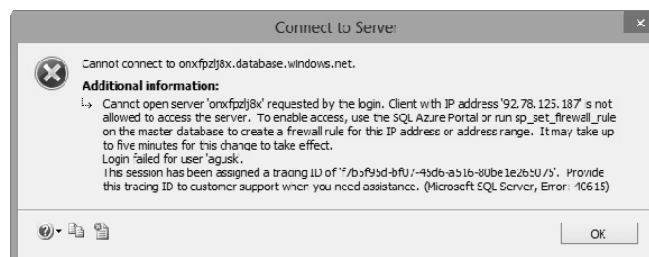 Connect to Server
Cannot connect to onxfpzlj8x.database.windows.net.
Additional information:
Cannot open server 'onxfpzlj8x' requested by the login. Client with IP address '92.78.125.187' is not
allowed to access the server. To enable access, use the SQL Azure Portal or run sp_set_firewall_rule
on the master database to create a firewall rule for this IP address or address range. It may take up
to five minutes for this change to take effect.
Login failed for user 'agusk.
This session has been assigned a tracing ID of Provide
this tracing ID to customer support when you need assistance. (Microsoft SQL Server, Error: 40615)
OK